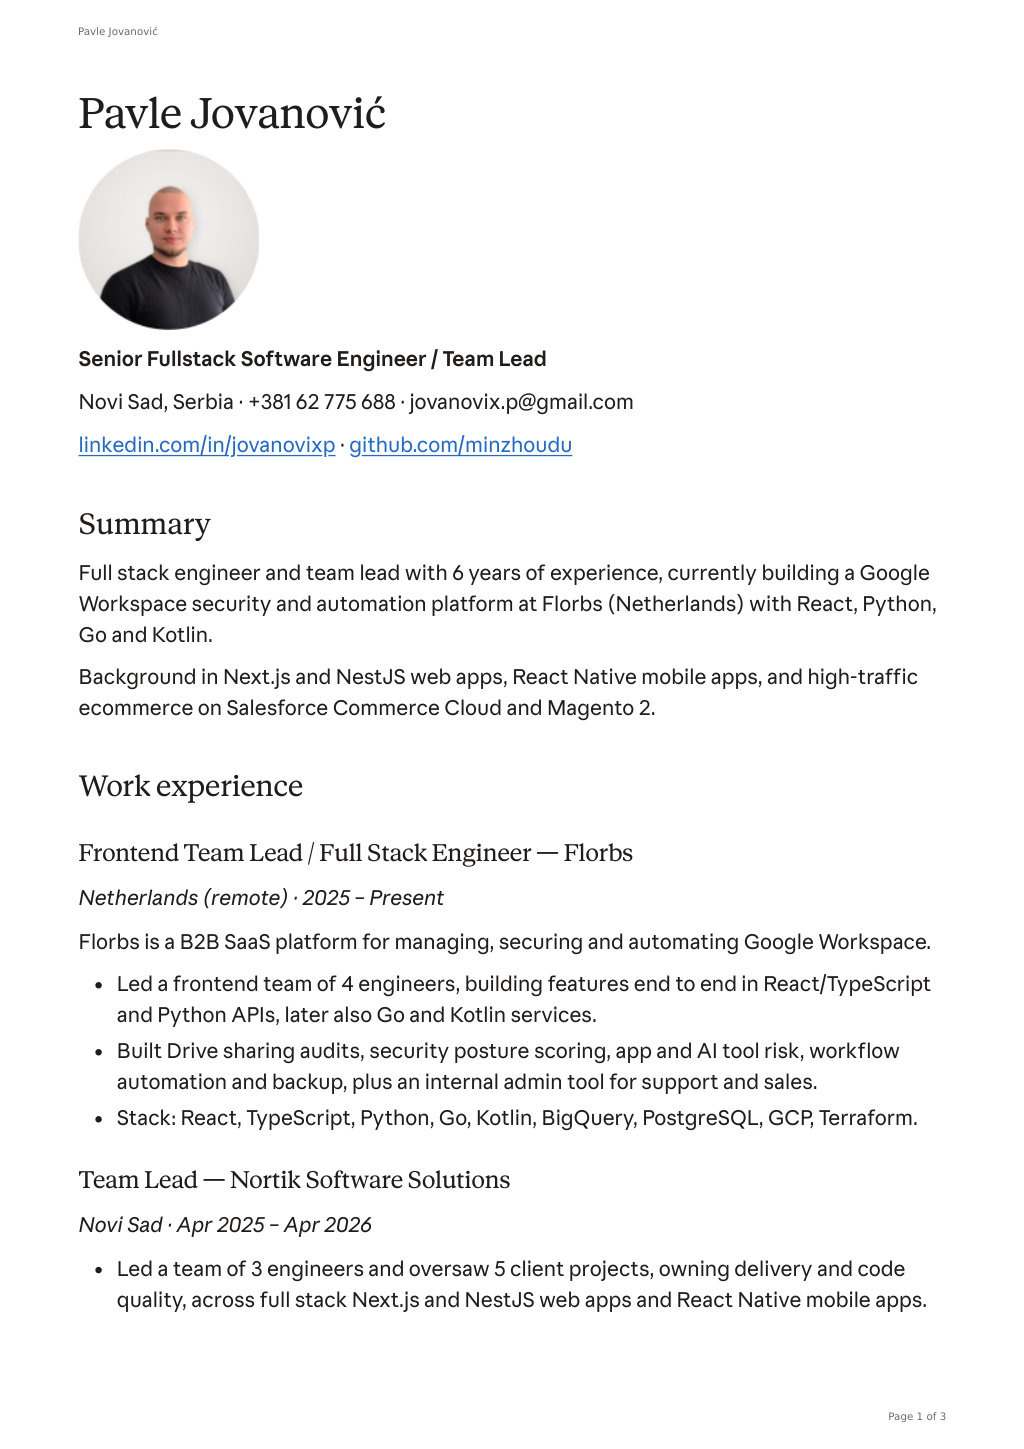 Pavle Jovanović
Pavle Jovanović
Senior Fullstack Software Engineer / Team Lead
Novi Sad, Serbia · +381 62 775 688 · jovanovix.p@gmail.com
linkedin.com/in/jovanovixp · github.com/minzhoudu
Summary
Full stack engineer and team lead with 6 years of experience, currently building a Google
Workspace security and automation platform at Florbs (Netherlands) with React, Python,
Go and Kotlin.
Background in Next.js and NestJS web apps, React Native mobile apps, and high-traffic
ecommerce on Salesforce Commerce Cloud and Magento 2.
Work experience
Frontend Team Lead / Full Stack Engineer — Florbs
Netherlands (remote) · 2025 – Present
Florbs is a B2B SaaS platform for managing, securing and automating Google Workspace.
• Led a frontend team of 4 engineers, building features end to end in React/TypeScript
and Python APIs, later also Go and Kotlin services.
• Built Drive sharing audits, security posture scoring, app and AI tool risk, workflow
automation and backup, plus an internal admin tool for support and sales.
• Stack: React, TypeScript, Python, Go, Kotlin, BigQuery, PostgreSQL, GCP, Terraform.
Team Lead — Nortik Software Solutions
Novi Sad · Apr 2025 – Apr 2026
• Led a team of 3 engineers and oversaw 5 client projects, owning delivery and code
quality, across full stack Next.js and NestJS web apps and React Native mobile apps.
Page 1 of 3